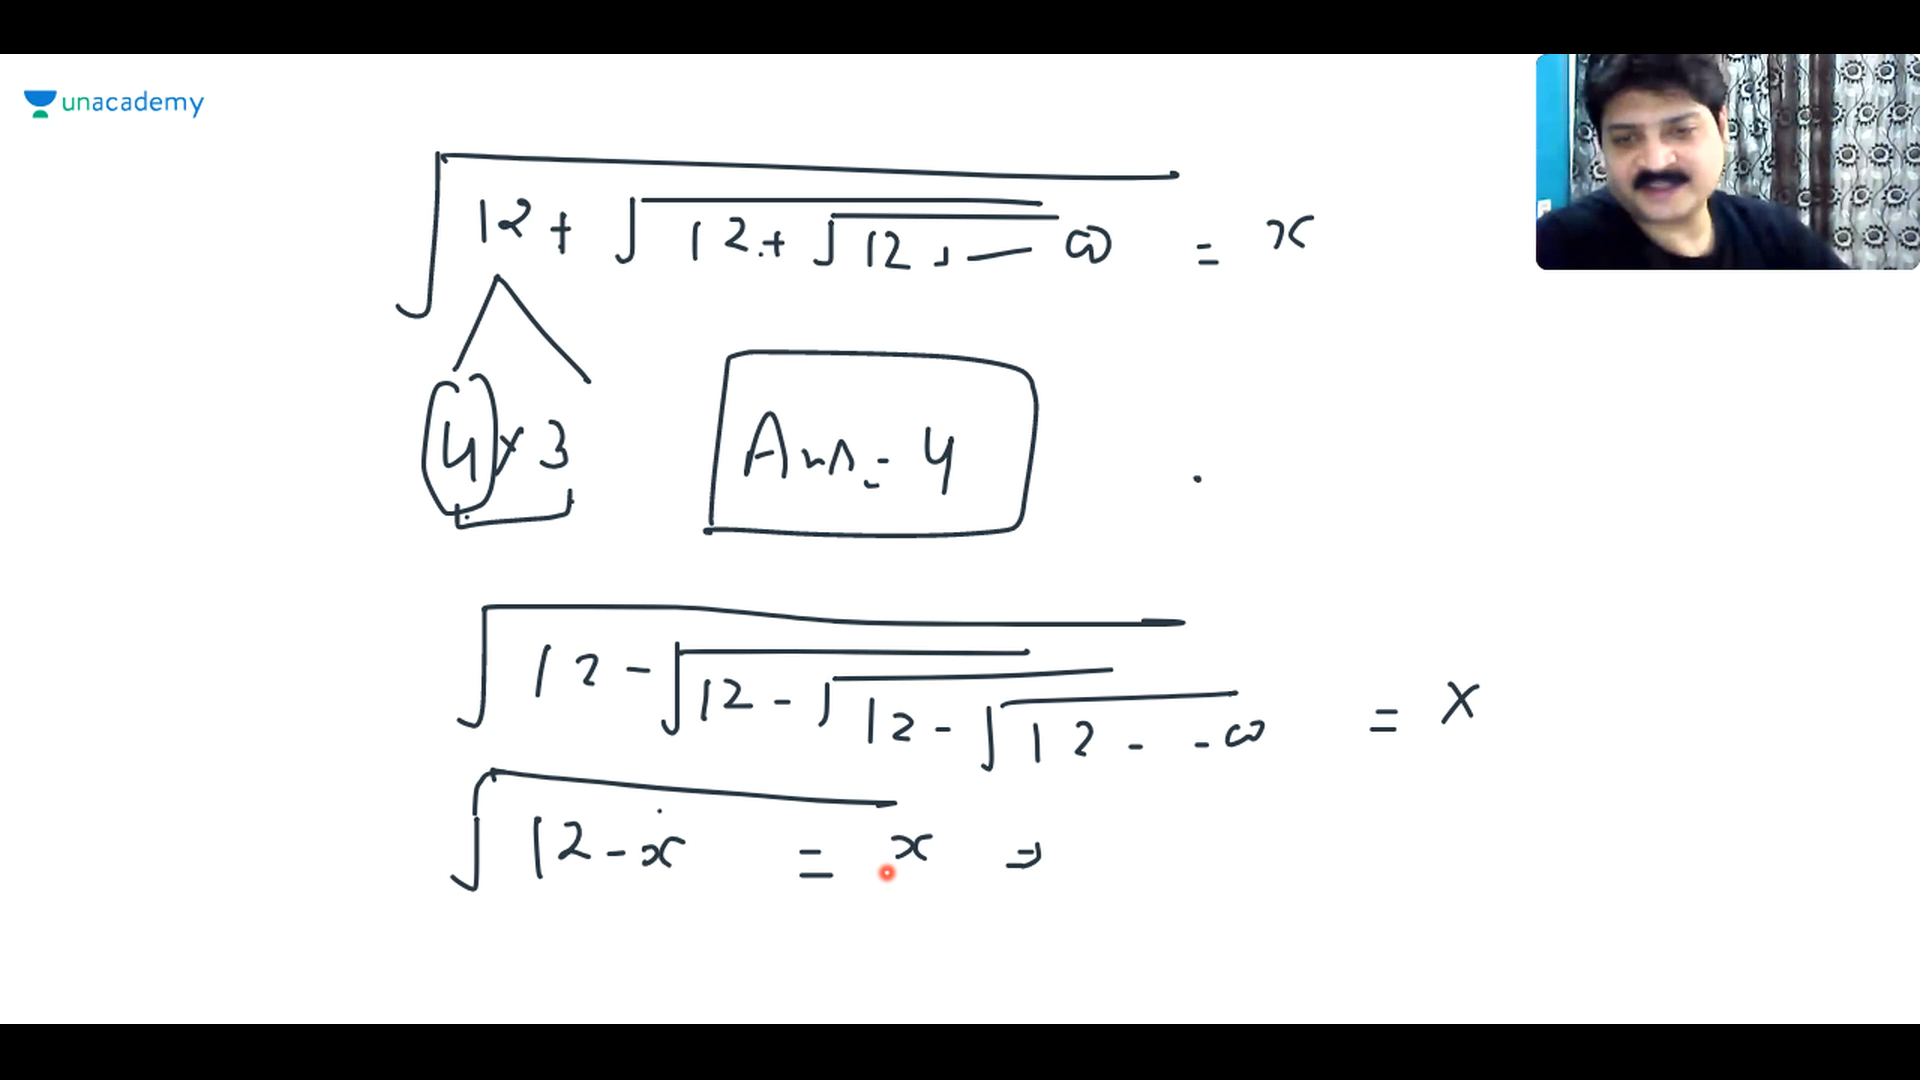 unacademy
√12 + √12 + √12 + — ∞ = x
4 × 3
Ans = 4
√12 - √12 - √12 - √12 - - ∞ = x
√12 - x = x ⇒